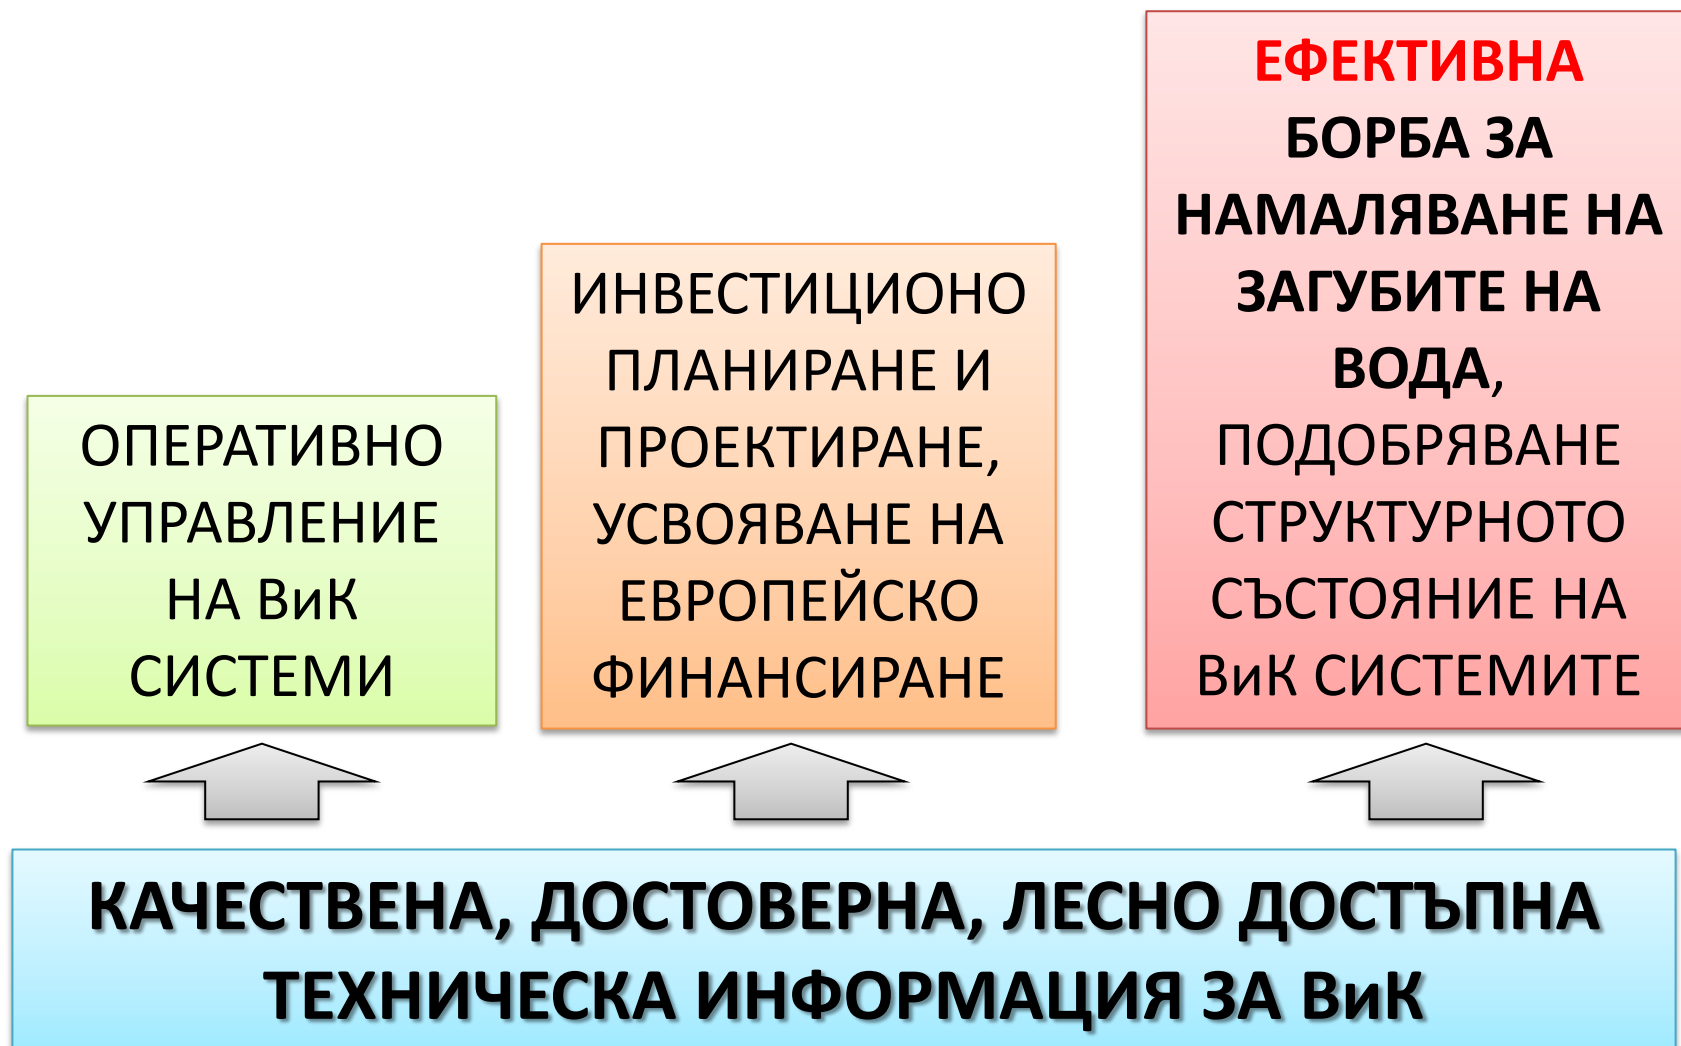 ОПЕРАТИВНО
УПРАВЛЕНИЕ
НА ВиК
СИСТЕМИ
ИНВЕСТИЦИОНО
ПЛАНИРАНЕ И
ПРОЕКТИРАНЕ,
УСВОЯВАНЕ НА
ЕВРОПЕЙСКО
ФИНАНСИРАНЕ
ЕФЕКТИВНА
БОРБА ЗА
НАМАЛЯВАНЕ НА
ЗАГУБИТЕ НА
ВОДА,
ПОДОБРЯВАНЕ
СТРУКТУРНОТО
СЪСТОЯНИЕ НА
ВиК СИСТЕМИТЕ
КАЧЕСТВЕНА, ДОСТОВЕРНА, ЛЕСНО ДОСТЪПНА
ТЕХНИЧЕСКА ИНФОРМАЦИЯ ЗА ВиК